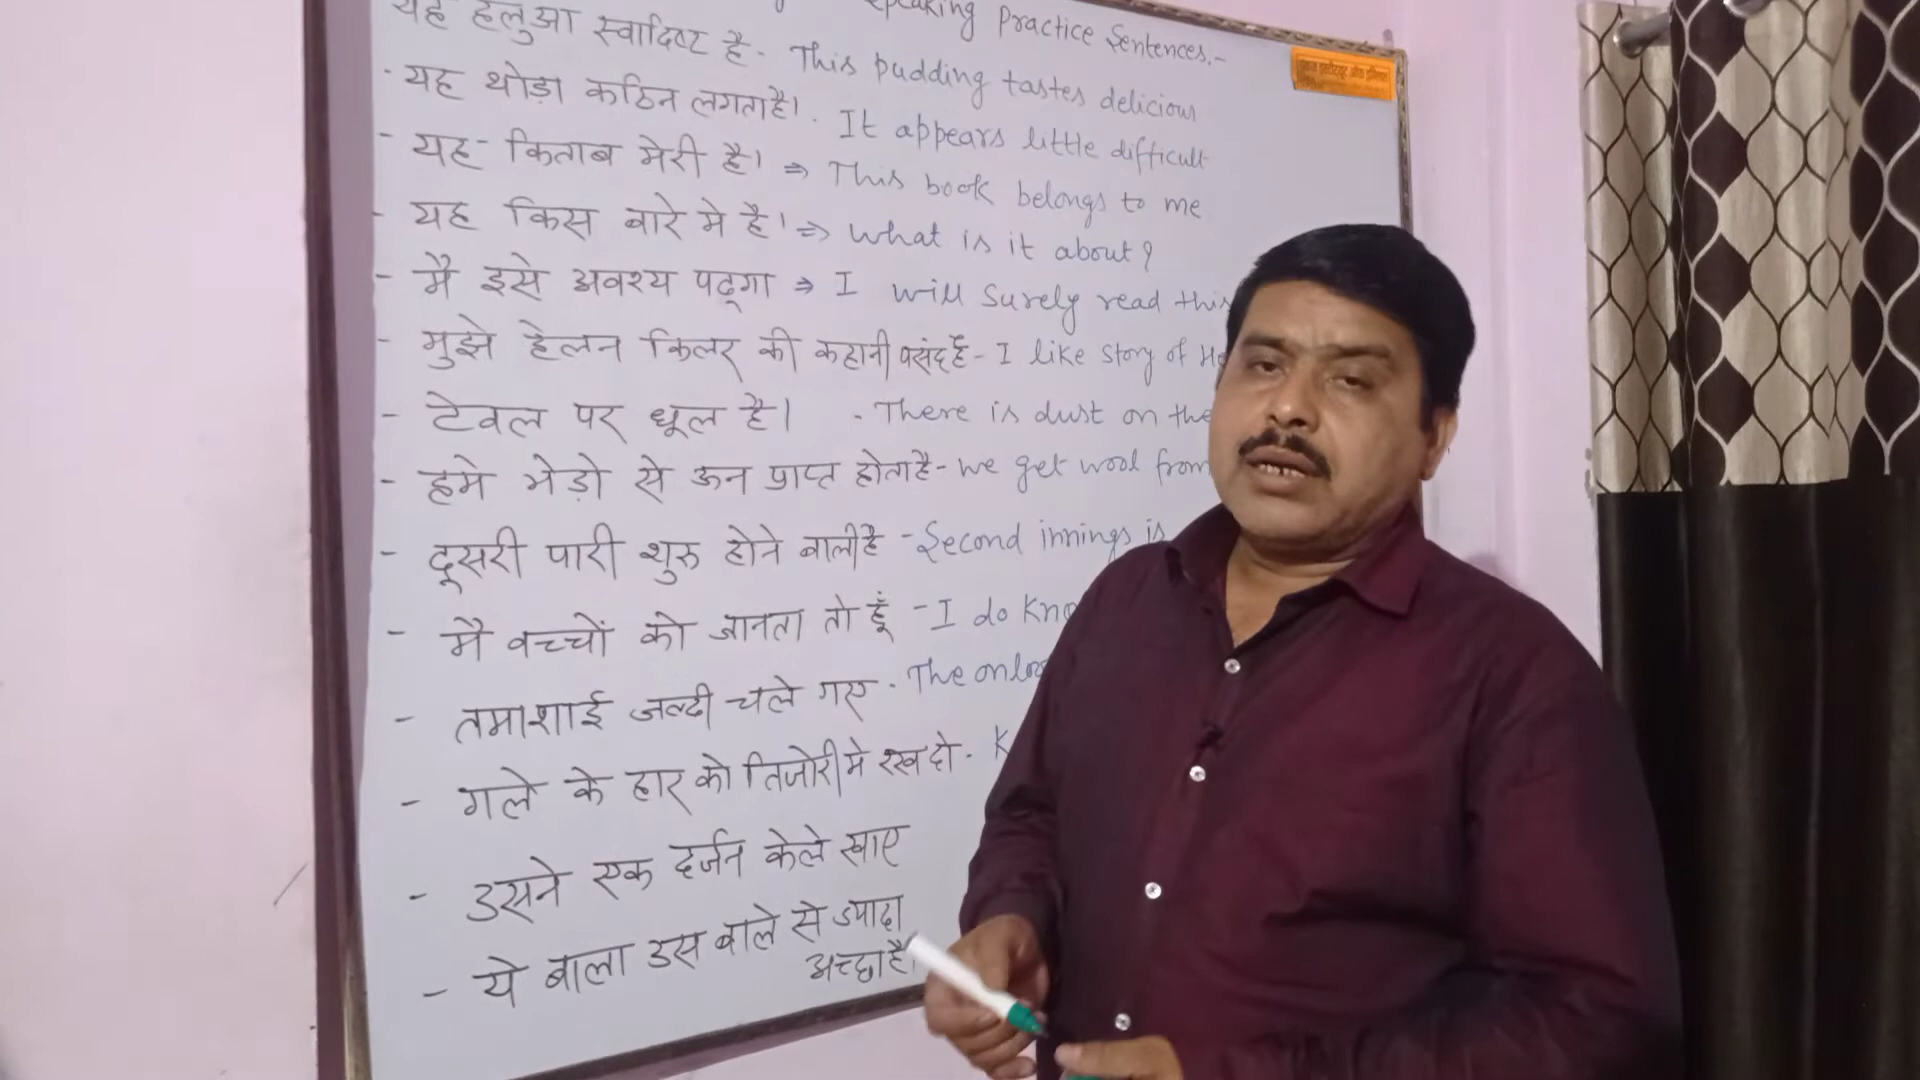 Speaking Practice Sentences.-
यह हलुआ स्वादिष्ट है - This pudding tastes delicious
- यह थोड़ा कठिन लगता है। . It appears little difficult
- यह किताब मेरी है। ⇒ This book belongs to me
- यह किस बारे मे है। ⇒ What is it about?
- मै इसे अवश्य पढूगा ⇒ I will surely read this
- मुझे हेलन किलर की कहानी पसंद है - I like story of
- टेवल पर धूल है। - There is dust on the
- हमे भेड़ो से ऊन प्राप्त होता है - we get wool from
- दूसरी पारी शुरु होने वाली है - Second innings is
- मै वच्चों को जानता तो हूँ - I do
- तमाशाई जल्दी चले गए - The
- गले के हार को तिजोरी मे रख दो -
- उसने एक दर्जन केले खाए
- ये वाला उस वाले से ज्यादा
अच्छा है।